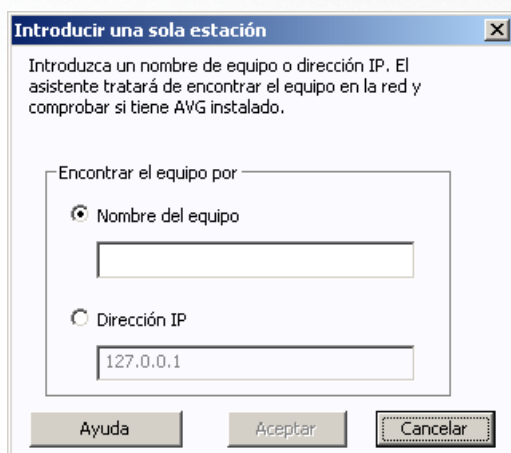 Introducir una sola estación
Introduzca un nombre de equipo o dirección IP. El
asistente tratará de encontrar el equipo en la red y
comprobar si tiene AVG instalado.
Encontrar el equipo por
Nombre del equipo
Dirección IP
127.0.0.1
Ayuda Aceptar Cancelar